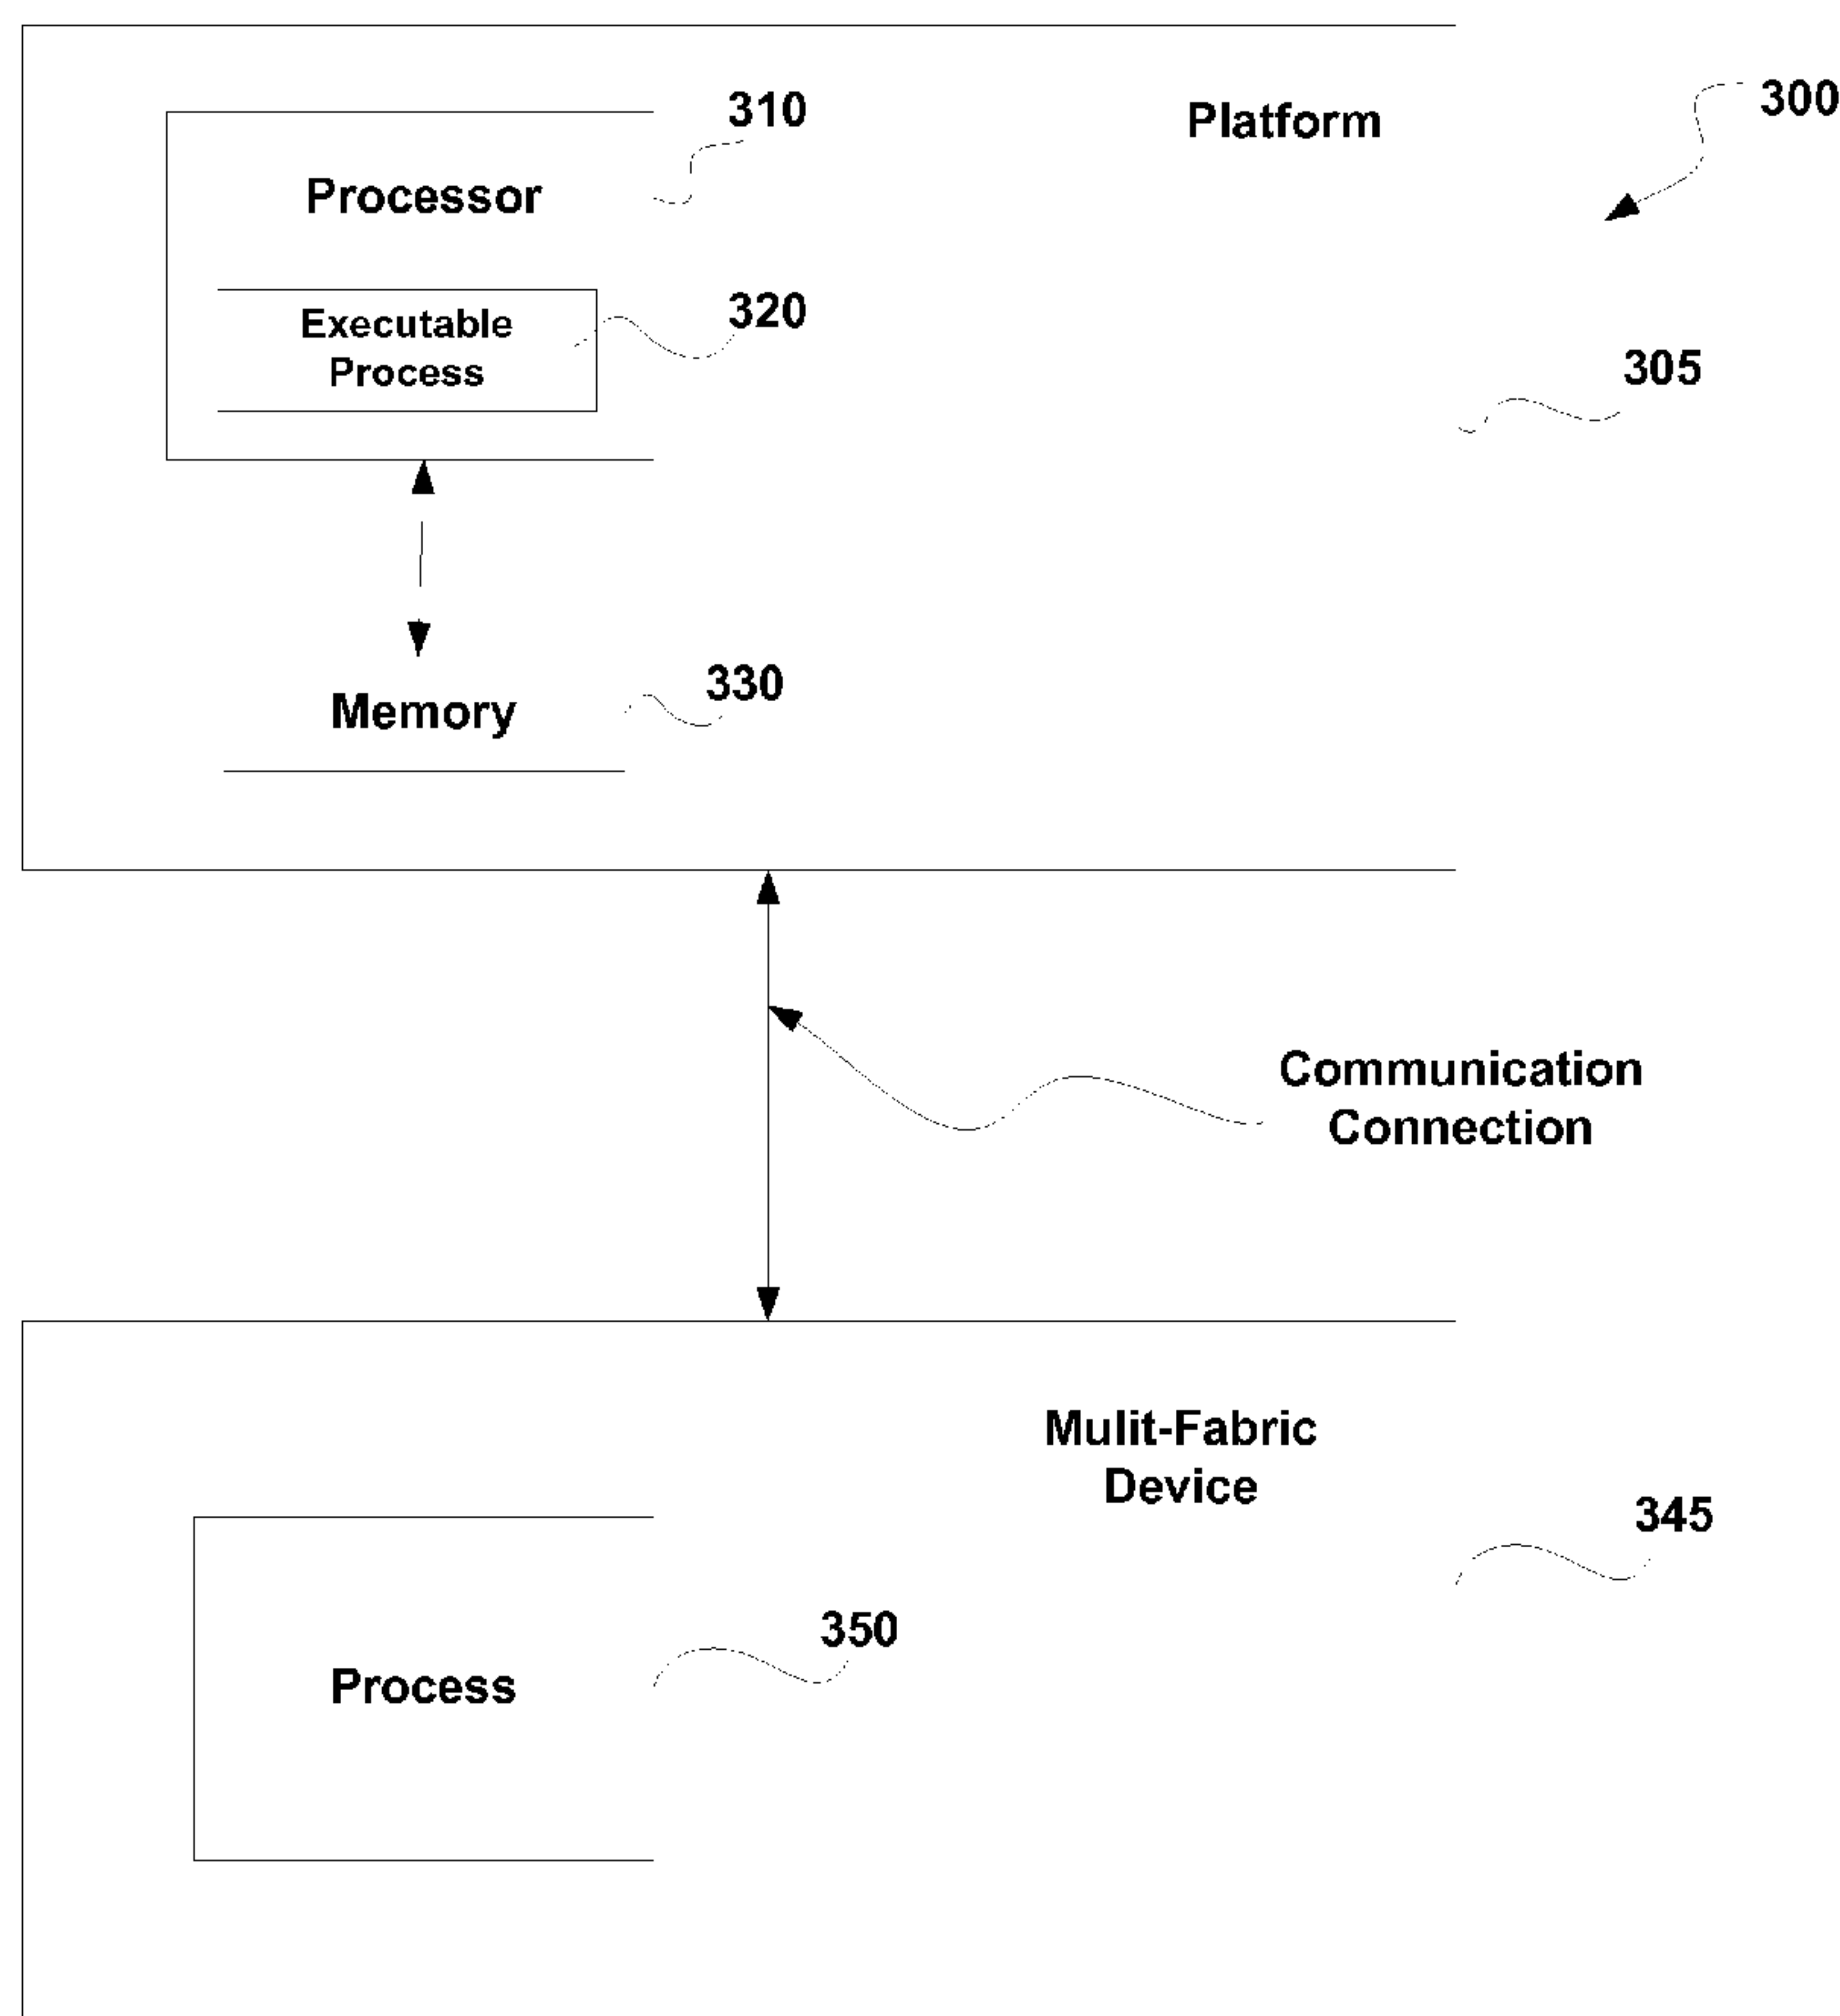 310
Platform
300
Processor
320
Executable
Process
305
330
Memory
Communication
Connection
Mulit-Fabric
Device
345
350
Process